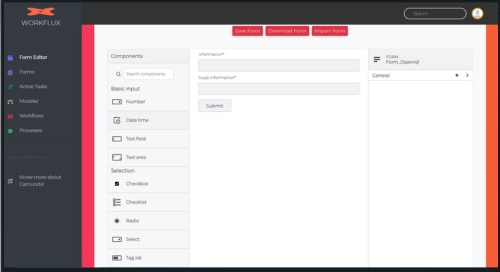 WORKFLUX
Search
Save Form Download Form Import Form
Form Editor
Forms
Active Tasks
Modeler
Workflows
Processes
Know more about
Camunda!
Components
Search components
Basic input
Number
Date time
Text field
Text area
Selection
Checkbox
Checklist
Radio
Select
Tag list
Information*
Supp Information*
Submit
FORM
General